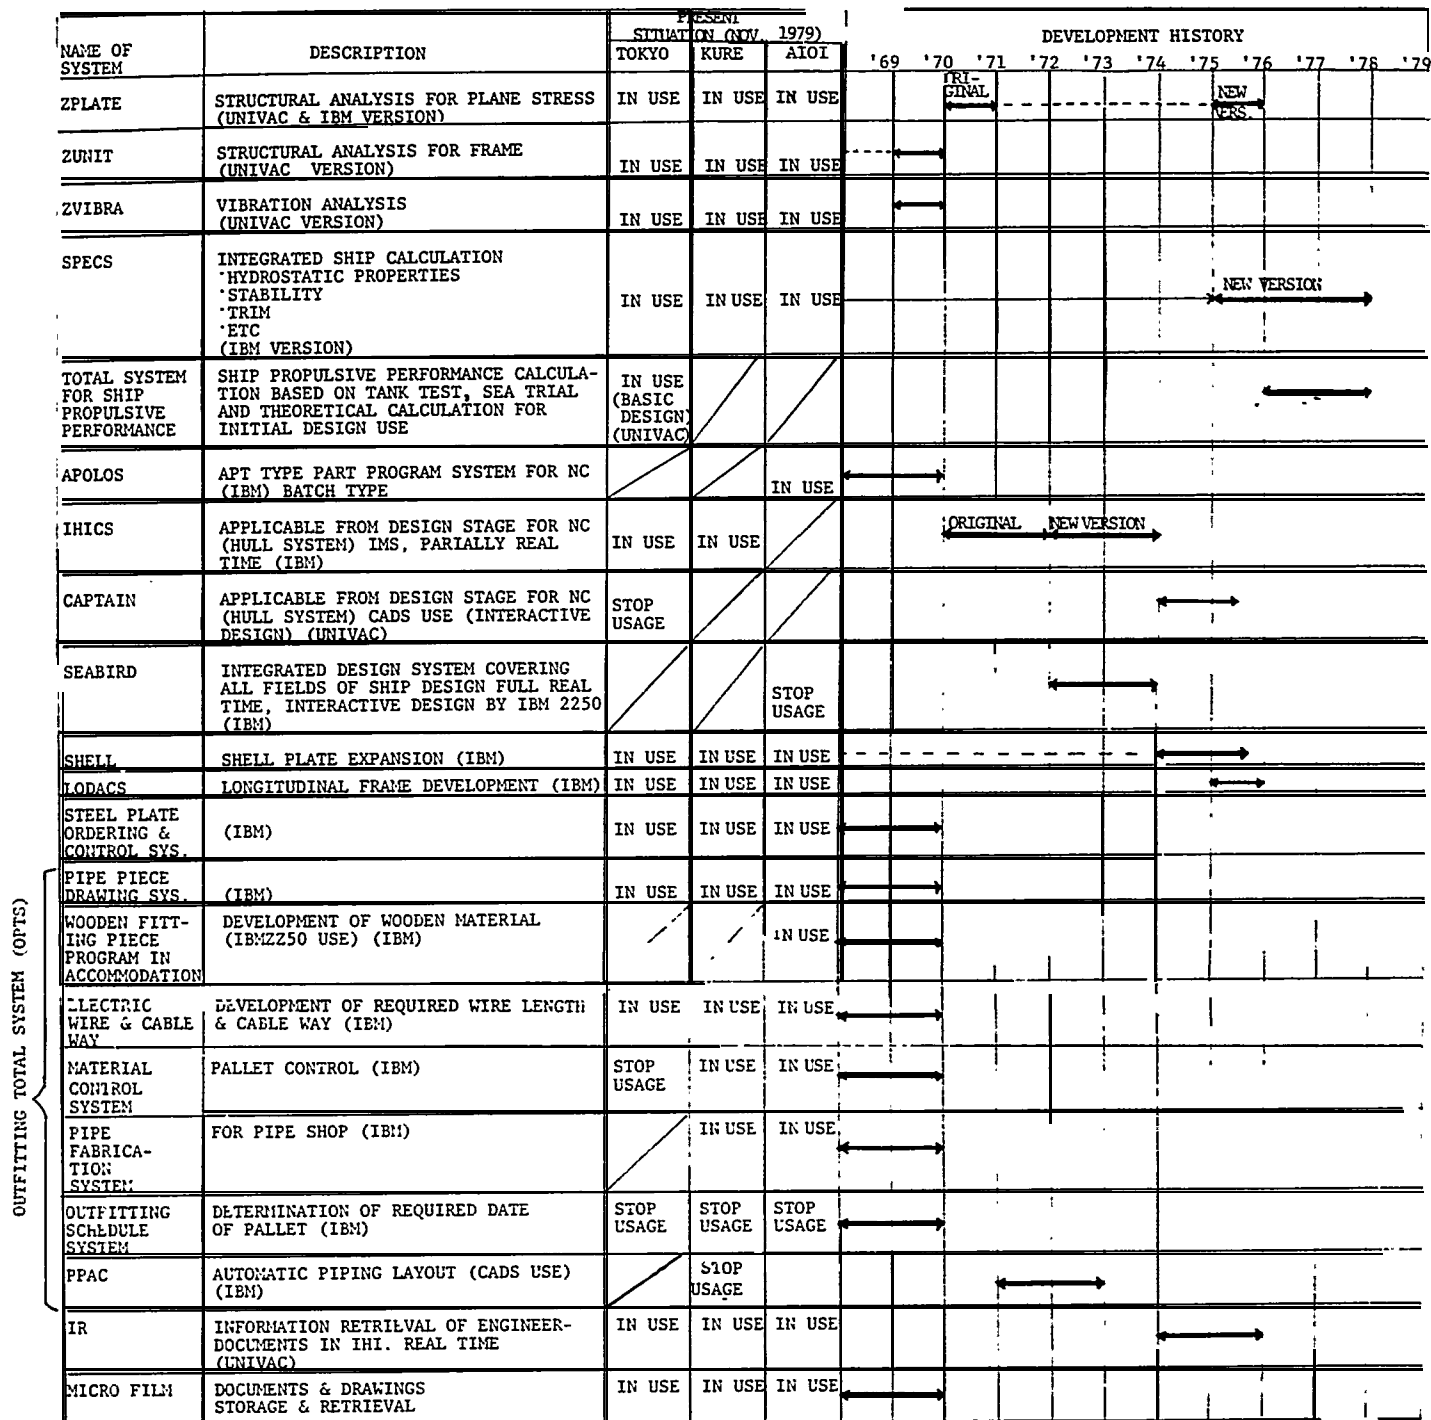 PRESENT
SITUATION (NOV. 1979)
DEVELOPMENT HISTORY
NAME OF
SYSTEM
DESCRIPTION
TOKYO KURE AIOI
'69 '70 '71 '72 '73 '74 '75 '76 '77 '78 '79
ZPLATE
STRUCTURAL ANALYSIS FOR PLANE STRESS
(UNIVAC & IBM VERSION)
IN USE IN USE IN USE
ORI-
GINAL
NEW
VERS.
ZUNIT
STRUCTURAL ANALYSIS FOR FRAME
(UNIVAC VERSION)
IN USE IN USE IN USE
ZVIBRA
VIBRATION ANALYSIS
(UNIVAC VERSION)
IN USE IN USE IN USE
SPECS
INTEGRATED SHIP CALCULATION
·HYDROSTATIC PROPERTIES
·STABILITY
·TRIM
·ETC
(IBM VERSION)
IN USE IN USE IN USE
NEW VERSION
TOTAL SYSTEM
FOR SHIP
PROPULSIVE
PERFORMANCE
SHIP PROPULSIVE PERFORMANCE CALCULA-
TION BASED ON TANK TEST, SEA TRIAL
AND THEORETICAL CALCULATION FOR
INITIAL DESIGN USE
IN USE
(BASIC
DESIGN)
(UNIVAC)
APOLOS
APT TYPE PART PROGRAM SYSTEM FOR NC
(IBM) BATCH TYPE
IN USE
IHICS
APPLICABLE FROM DESIGN STAGE FOR NC
(HULL SYSTEM) IMS, PARIALLY REAL
TIME (IBM)
IN USE IN USE
ORIGINAL NEW VERSION
CAPTAIN
APPLICABLE FROM DESIGN STAGE FOR NC
(HULL SYSTEM) CADS USE (INTERACTIVE
DESIGN) (UNIVAC)
STOP
USAGE
SEABIRD
INTEGRATED DESIGN SYSTEM COVERING
ALL FIELDS OF SHIP DESIGN FULL REAL
TIME, INTERACTIVE DESIGN BY IBM 2250
(IBM)
STOP
USAGE
SHELL
SHELL PLATE EXPANSION (IBM)
IN USE IN USE IN USE
LODACS
LONGITUDINAL FRAME DEVELOPMENT (IBM)
IN USE IN USE IN USE
STEEL PLATE
ORDERING &
CONTROL SYS.
(IBM)
IN USE IN USE IN USE
OUTFITTING TOTAL SYSTEM (OPTS)
PIPE PIECE
DRAWING SYS.
(IBM)
IN USE IN USE IN USE
WOODEN FITT-
ING PIECE
PROGRAM IN
ACCOMMODATION
DEVELOPMENT OF WOODEN MATERIAL
(IBMZZ50 USE) (IBM)
IN USE
ELECTRIC
WIRE & CABLE
WAY
DEVELOPMENT OF REQUIRED WIRE LENGTH
& CABLE WAY (IBM)
IN USE IN USE IN USE
MATERIAL
CONTROL
SYSTEM
PALLET CONTROL (IBM)
STOP
USAGE
IN USE IN USE
PIPE
FABRICA-
TION
SYSTEM
FOR PIPE SHOP (IBM)
IN USE IN USE
OUTFITTING
SCHEDULE
SYSTEM
DETERMINATION OF REQUIRED DATE
OF PALLET (IBM)
STOP STOP STOP
USAGE USAGE USAGE
PPAC
AUTOMATIC PIPING LAYOUT (CADS USE)
(IBM)
STOP
USAGE
IR
INFORMATION RETRIEVAL OF ENGINEER-
DOCUMENTS IN IHI. REAL TIME
(UNIVAC)
IN USE IN USE IN USE
MICRO FILM
DOCUMENTS & DRAWINGS
STORAGE & RETRIEVAL
IN USE IN USE IN USE